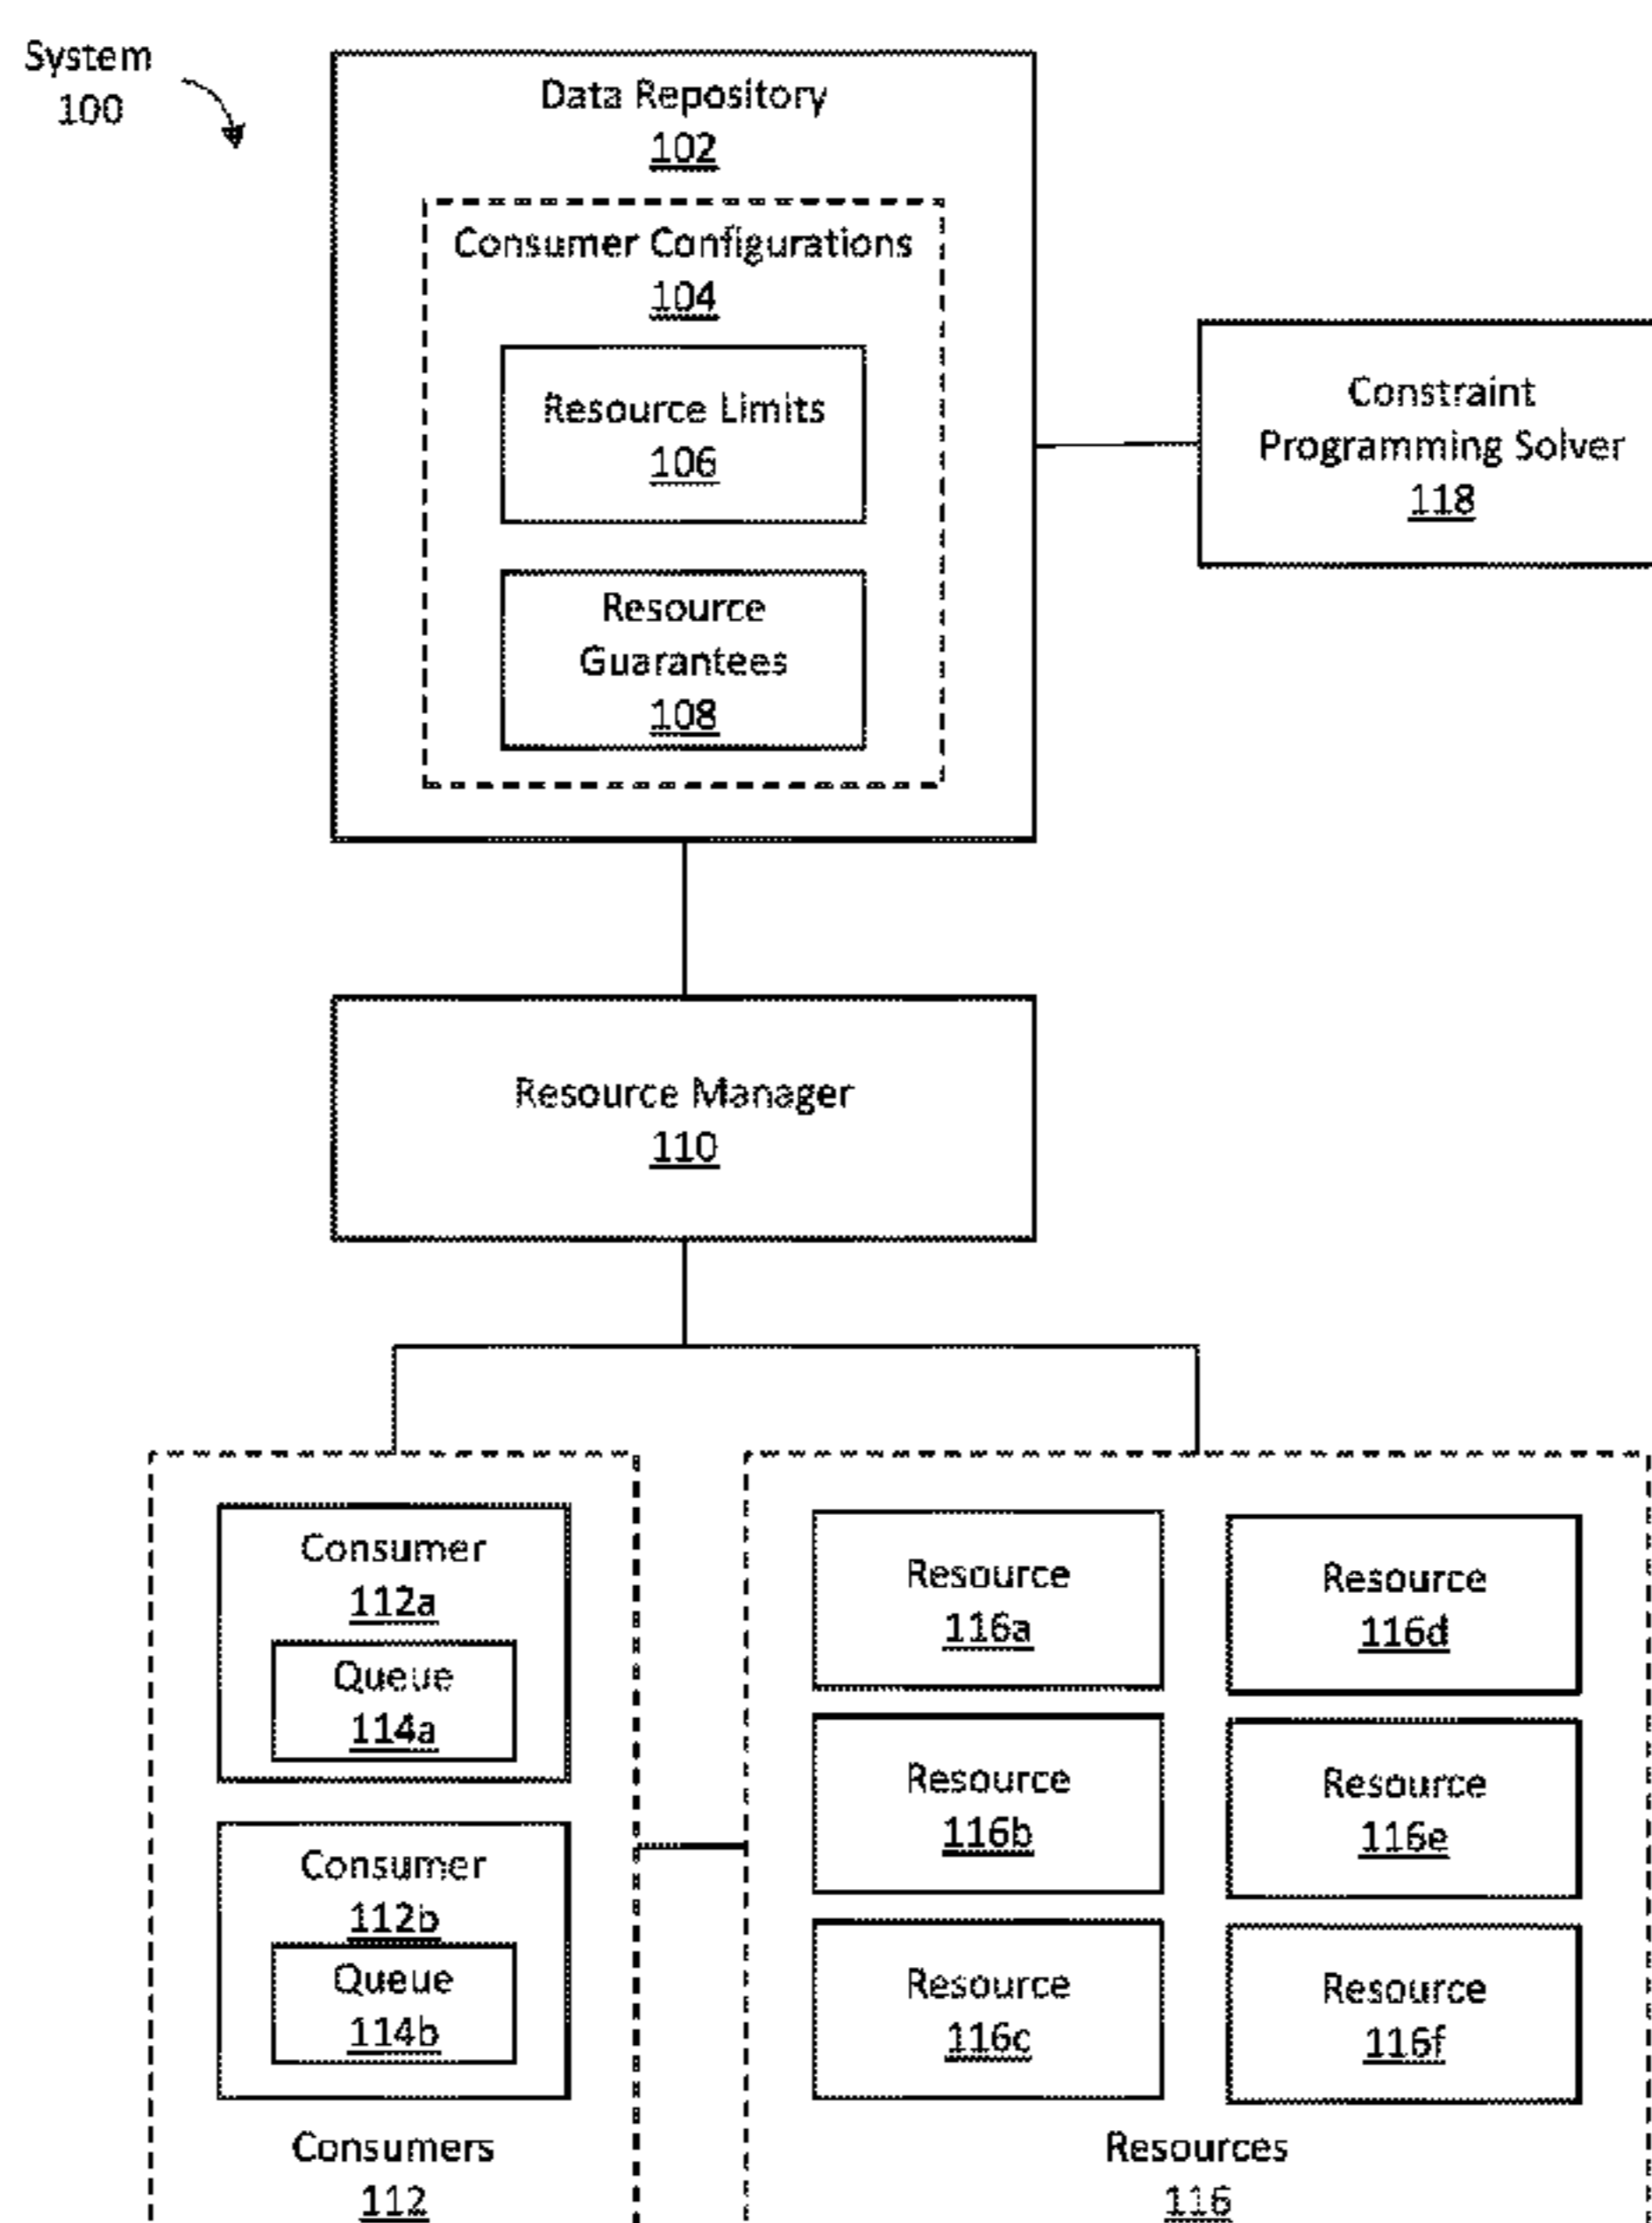 System
100
Data Repository
102
Consumer Configurations
104
Resource Limits
106
Resource
Guarantees
108
Constraint
Programming Solver
118
Resource Manager
110
Consumer
112a
Queue
114a
Consumer
112b
Queue
114b
Consumers
112
Resource
116a
Resource
116b
Resource
116c
Resource
116d
Resource
116e
Resource
116f
Resources
116